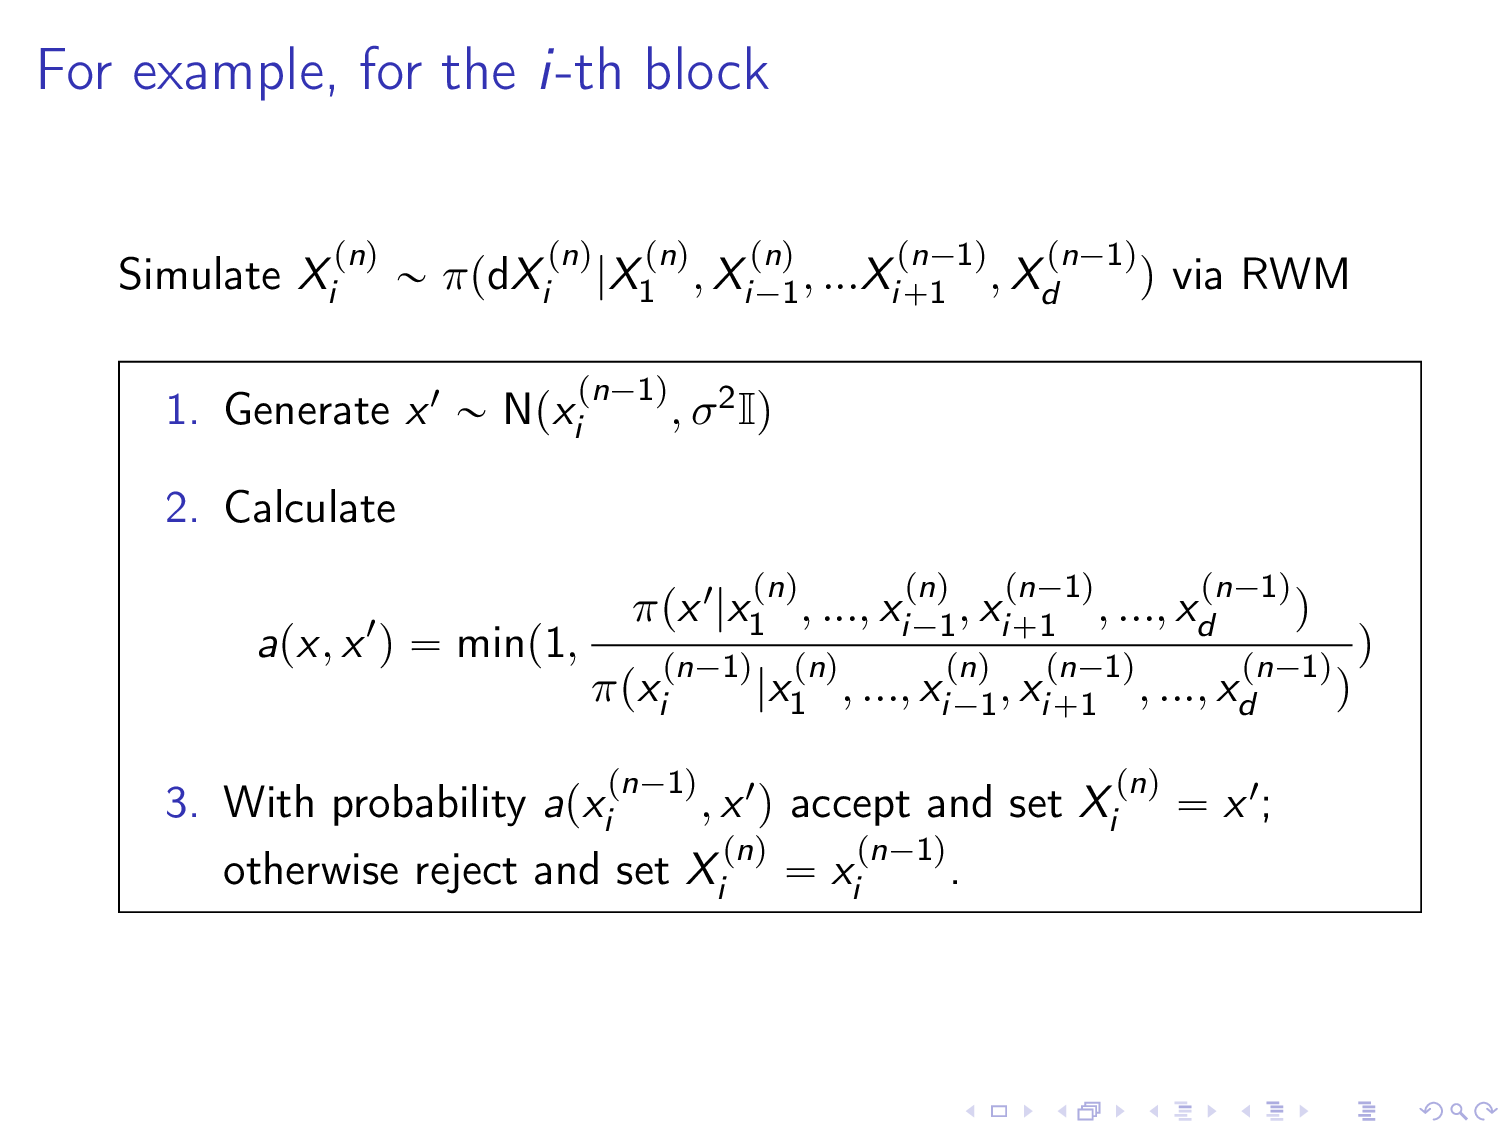 For example, for the i-th block
Simulate $X_i^{(n)} \sim \pi(\mathsf{d}X_i^{(n)}|X_1^{(n)}, X_{i-1}^{(n)}, ...X_{i+1}^{(n-1)}, X_d^{(n-1)})$ via RWM
1. Generate $x' \sim \mathsf{N}(x_i^{(n-1)}, \sigma^2\mathbb{I})$
2. Calculate
$a(x, x') = \min(1, \frac{\pi(x'|x_1^{(n)}, ..., x_{i-1}^{(n)}, x_{i+1}^{(n-1)}, ..., x_d^{(n-1)})}{\pi(x_i^{(n-1)}|x_1^{(n)}, ..., x_{i-1}^{(n)}, x_{i+1}^{(n-1)}, ..., x_d^{(n-1)})})$
3. With probability $a(x_i^{(n-1)}, x')$ accept and set $X_i^{(n)} = x'$;
otherwise reject and set $X_i^{(n)} = x_i^{(n-1)}$.